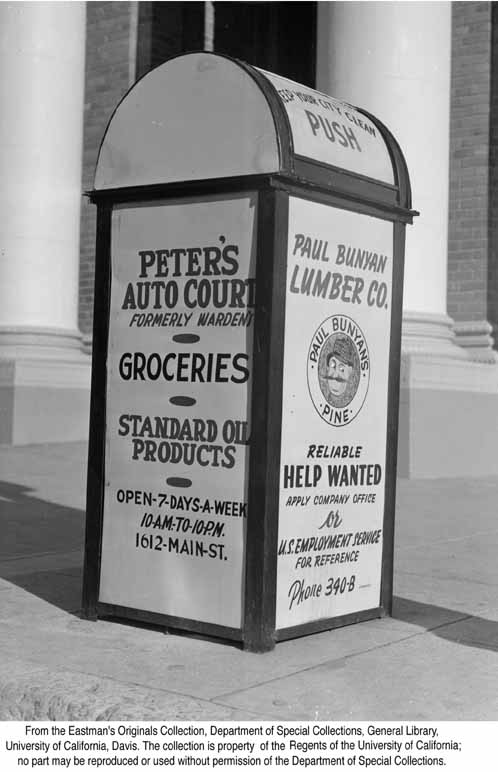 EEP YOUR CITY CLEAN
PUSH
PETER'S
AUTO COURT
FORMERLY WARDEN'
GROCERIES
STANDARD OIL
PRODUCTS
OPEN-7-DAYS-A-WEEK
10-A.M.-TO-10P.M.
1612-MAIN-ST.
PAUL BUNYAN
LUMBER CO.
PAUL BUNYAN'S
PINE
RELIABLE
HELP WANTED
APPLY COMPANY OFFICE
or
U.S. EMPLOYMENT SERVICE
FOR REFERENCE
Phone 340-B
From the Eastman's Originals Collection, Department of Special Collections, General Library,
University of California, Davis. The collection is property of the Regents of the University of California;
no part may be reproduced or used without permission of the Department of Special Collections.